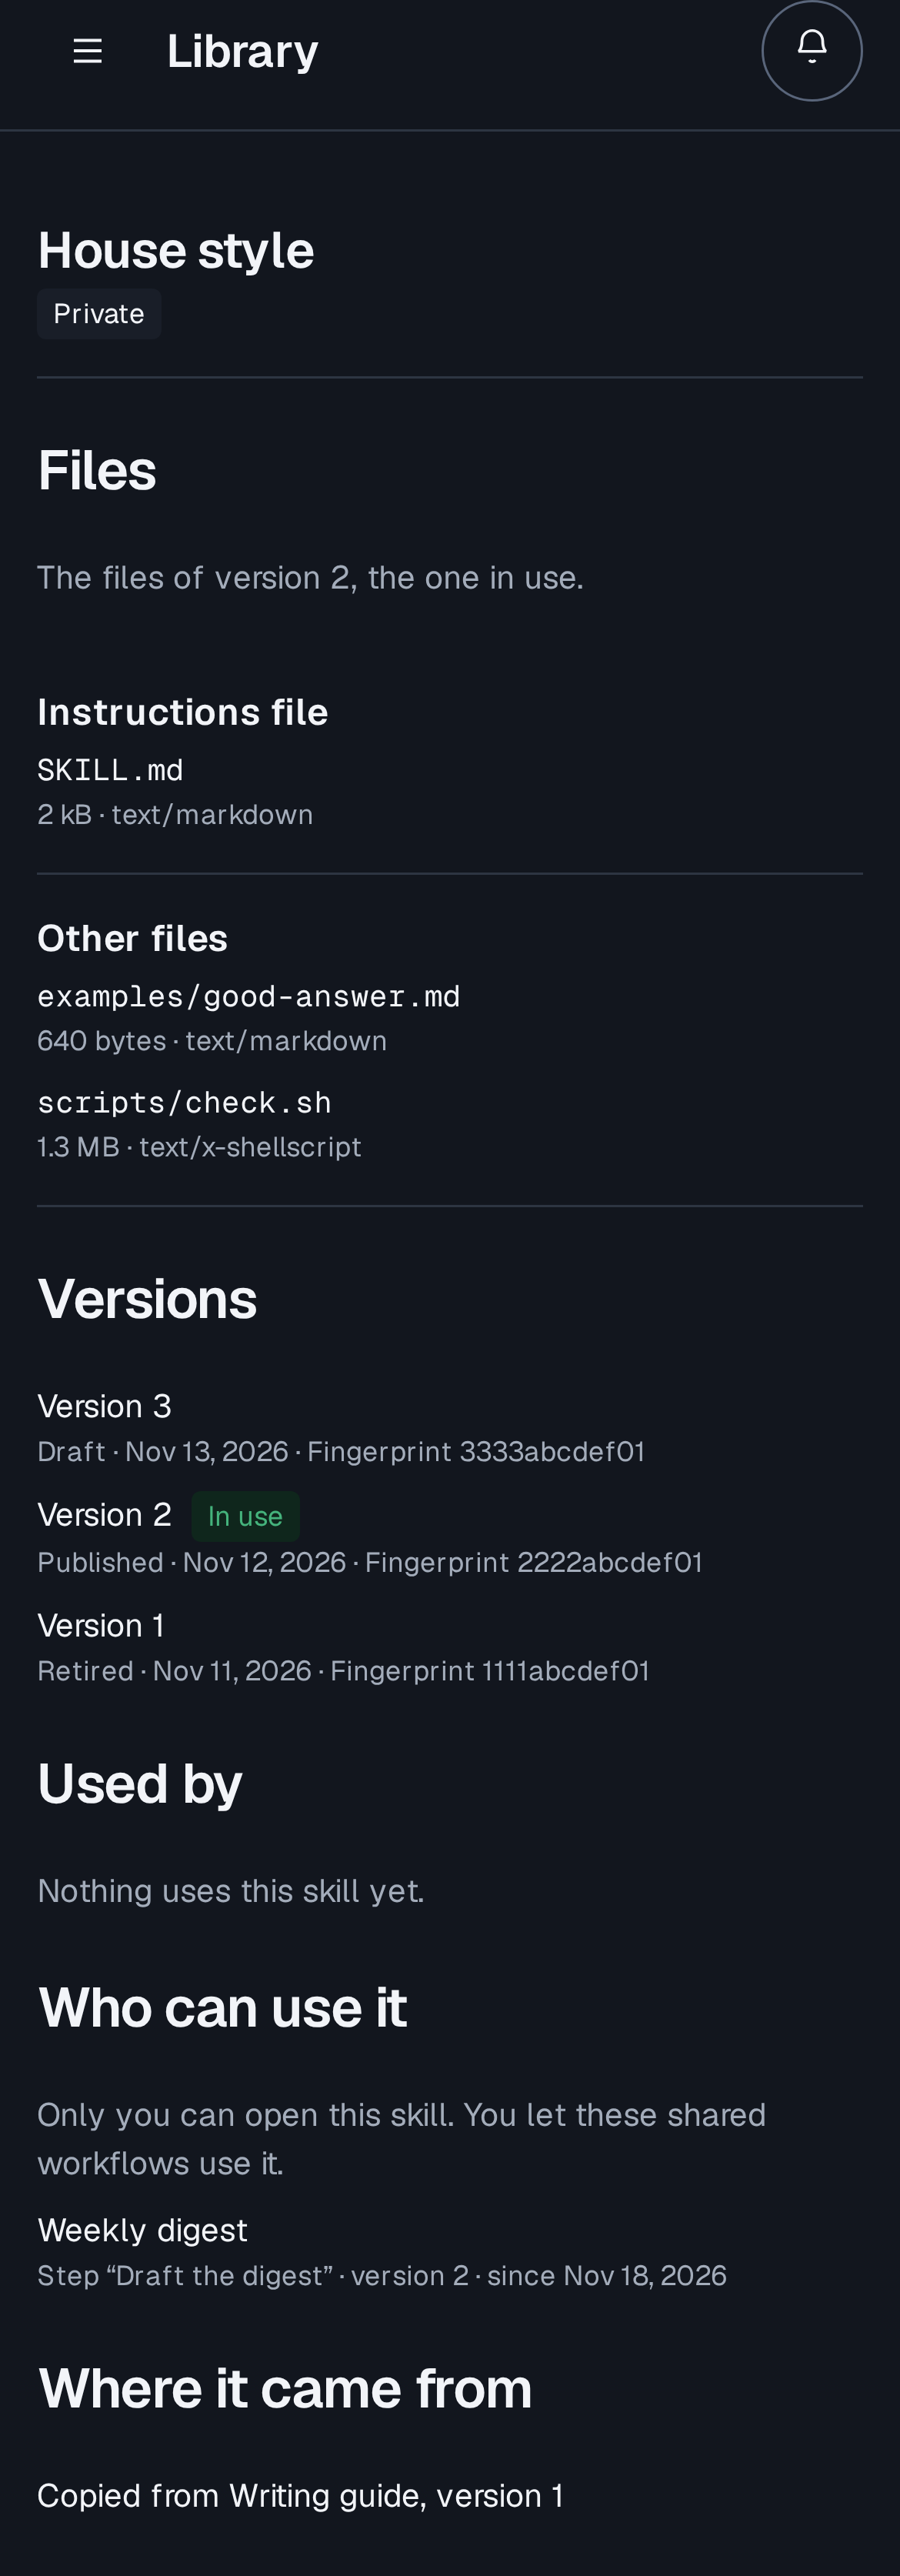 Library
House style
Private
Files
The files of version 2, the one in use.
Instructions file
SKILL.md
2 kB · text/markdown
Other files
examples/good-answer.md
640 bytes · text/markdown
scripts/check.sh
1.3 MB · text/x-shellscript
Versions
Version 3
Draft · Nov 13, 2026 · Fingerprint 3333abcdef01
Version 2 In use
Published · Nov 12, 2026 · Fingerprint 2222abcdef01
Version 1
Retired · Nov 11, 2026 · Fingerprint 1111abcdef01
Used by
Nothing uses this skill yet.
Who can use it
Only you can open this skill. You let these shared
workflows use it.
Weekly digest
Step “Draft the digest” · version 2 · since Nov 18, 2026
Where it came from
Copied from Writing guide, version 1